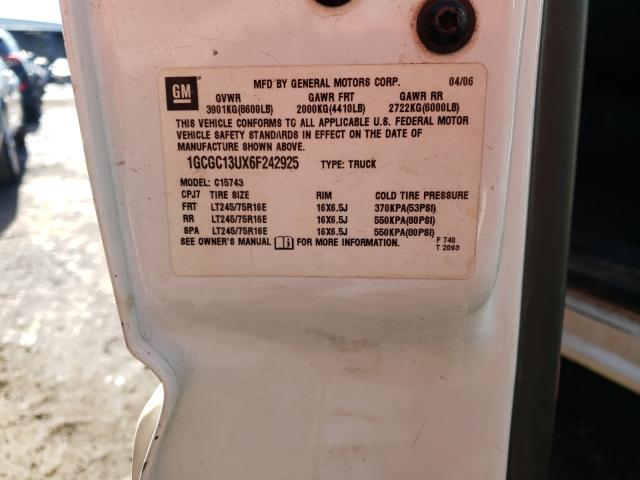 GM
MFD BY GENERAL MOTORS CORP. 04/06
GVWR GAWR FRT GAWR RR
3901KG(8600LB) 2000KG(4410LB) 2722KG(6000LB)
THIS VEHICLE CONFORMS TO ALL APPLICABLE U.S. FEDERAL MOTOR
VEHICLE SAFETY STANDARDS IN EFFECT ON THE DATE OF
MANUFACTURE SHOWN ABOVE.
1GCGC13UX6F242925 TYPE: TRUCK
MODEL: C15743
CPJ7 TIRE SIZE RIM COLD TIRE PRESSURE
FRT LT245/75R16E 16X6.5J 370KPA(53PSI)
RR LT245/75R16E 16X6.5J 550KPA(80PSI)
SPA LT245/75R16E 16X6.5J 550KPA(80PSI)
SEE OWNER'S MANUAL FOR MORE INFORMATION. F 740
T 2093